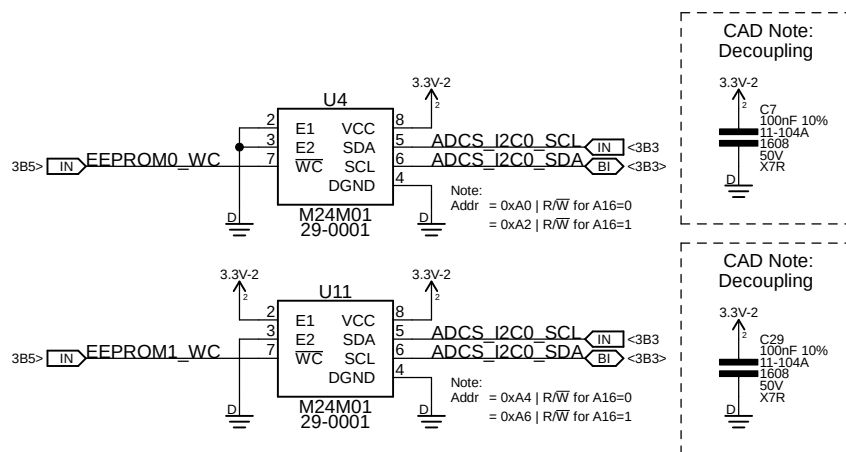 CAD Note:
Decoupling
3.3V-2
2
C7
100nF 10%
11-104A
1608
50V
X7R
D
U4
3.3V-2
2
2 E1 VCC 8
3 E2 SDA 5 ADCS_I2C0_SCL IN <3B3
3B5> IN EEPROM0_WC 7 WC SCL 6 ADCS_I2C0_SDA BI <3B3>
DGND 4
D
D
M24M01
29-0001
Note:
Addr = 0xA0 | R/W for A16=0
= 0xA2 | R/W for A16=1
CAD Note:
Decoupling
3.3V-2
2
C29
100nF 10%
11-104A
1608
50V
X7R
D
3.3V-2
2
U11
3.3V-2
2
2 E1 VCC 8
3 E2 SDA 5 ADCS_I2C0_SCL IN <3B3
3B5> IN EEPROM1_WC 7 WC SCL 6 ADCS_I2C0_SDA BI <3B3>
DGND 4
D
D
M24M01
29-0001
Note:
Addr = 0xA4 | R/W for A16=0
= 0xA6 | R/W for A16=1